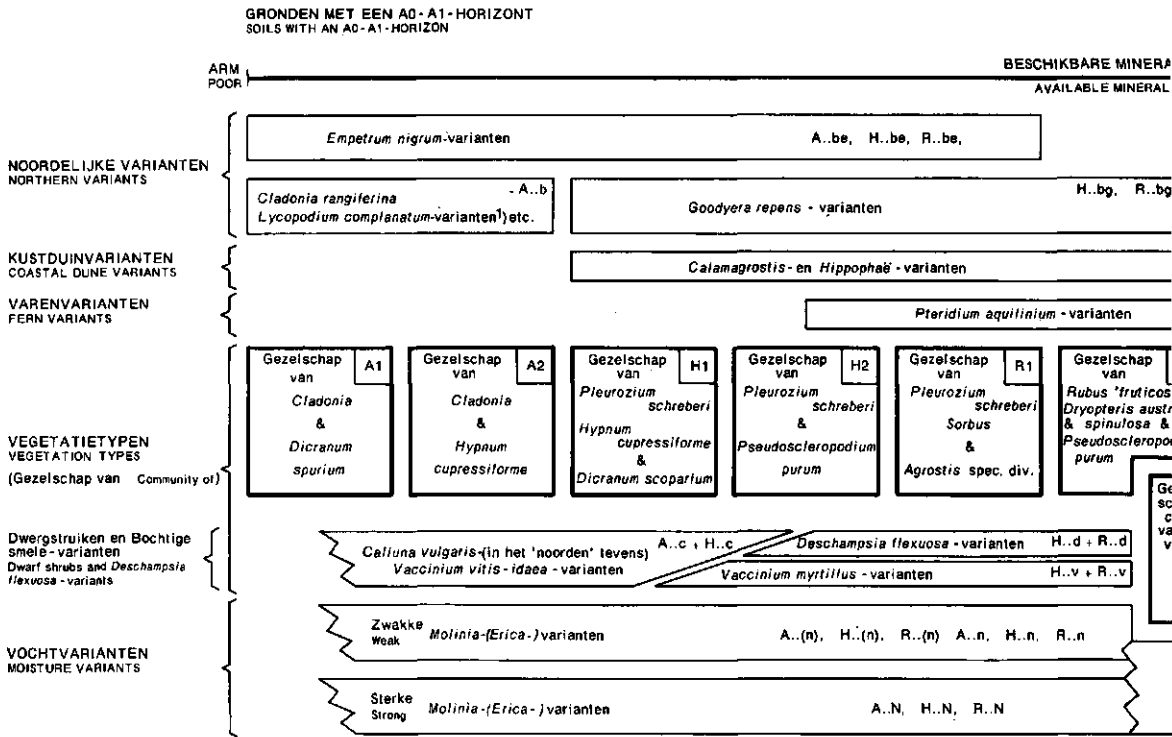 GRONDEN MET EEN A0-A1-HORIZONT
SOILS WITH AN A0-A1-HORIZON
ARM
POOR
BESCHIKBARE MINERA
AVAILABLE MINERAL
NOORDELIJKE VARIANTEN
NORTHERN VARIANTS
Empetrum nigrum-varianten A..be, H..be, R..be,
Cladonia rangiferina - A..b
Lycopodium complanatum-varianten¹) etc.
Goodyera repens - varianten H..bg, R..bg
KUSTDUINVARIANTEN
COASTAL DUNE VARIANTS
Calamagrostis- en Hippophaë - varianten
VARENVARIANTEN
FERN VARIANTS
Pteridium aquilinium - varianten
VEGETATIETYPEN
VEGETATION TYPES
(Gezelschap van Community of)
Gezelschap A1
van
Cladonia
&
Dicranum
spurium
Gezelschap A2
van
Cladonia
&
Hypnum
cupressiforme
Gezelschap H1
van
Pleurozium
schreberi
Hypnum
cupressiforme
&
Dicranum scoparium
Gezelschap H2
van
Pleurozium
schreberi
&
Pseudoscleropodium
purum
Gezelschap R1
van
Pleurozium
schreberi
Sorbus
&
Agrostis spec. div.
Gezelschap
van
Rubus 'fruticos
Dryopteris austr
& spinulosa &
Pseudoscleropod
purum
Ge
sc
c
va
v
Dwergstruiken en Bochtige
smele - varianten
Dwarf shrubs and Deschampsia
flexuosa - variants
Calluna vulgaris-(in het 'noorden' tevens) A..c + H..c
Vaccinium vitis - idaea - varianten
Deschampsia flexuosa - varianten H..d + R..d
Vaccinium myrtillus - varianten H..v + R..v
VOCHTVARIANTEN
MOISTURE VARIANTS
Zwakke
Weak
Molinia-(Erica-) varianten A..(n), H..(n), R..(n) A..n, H..n, R..n
Sterke
Strong
Molinia-(Erica-) varianten A..N, H..N, R..N